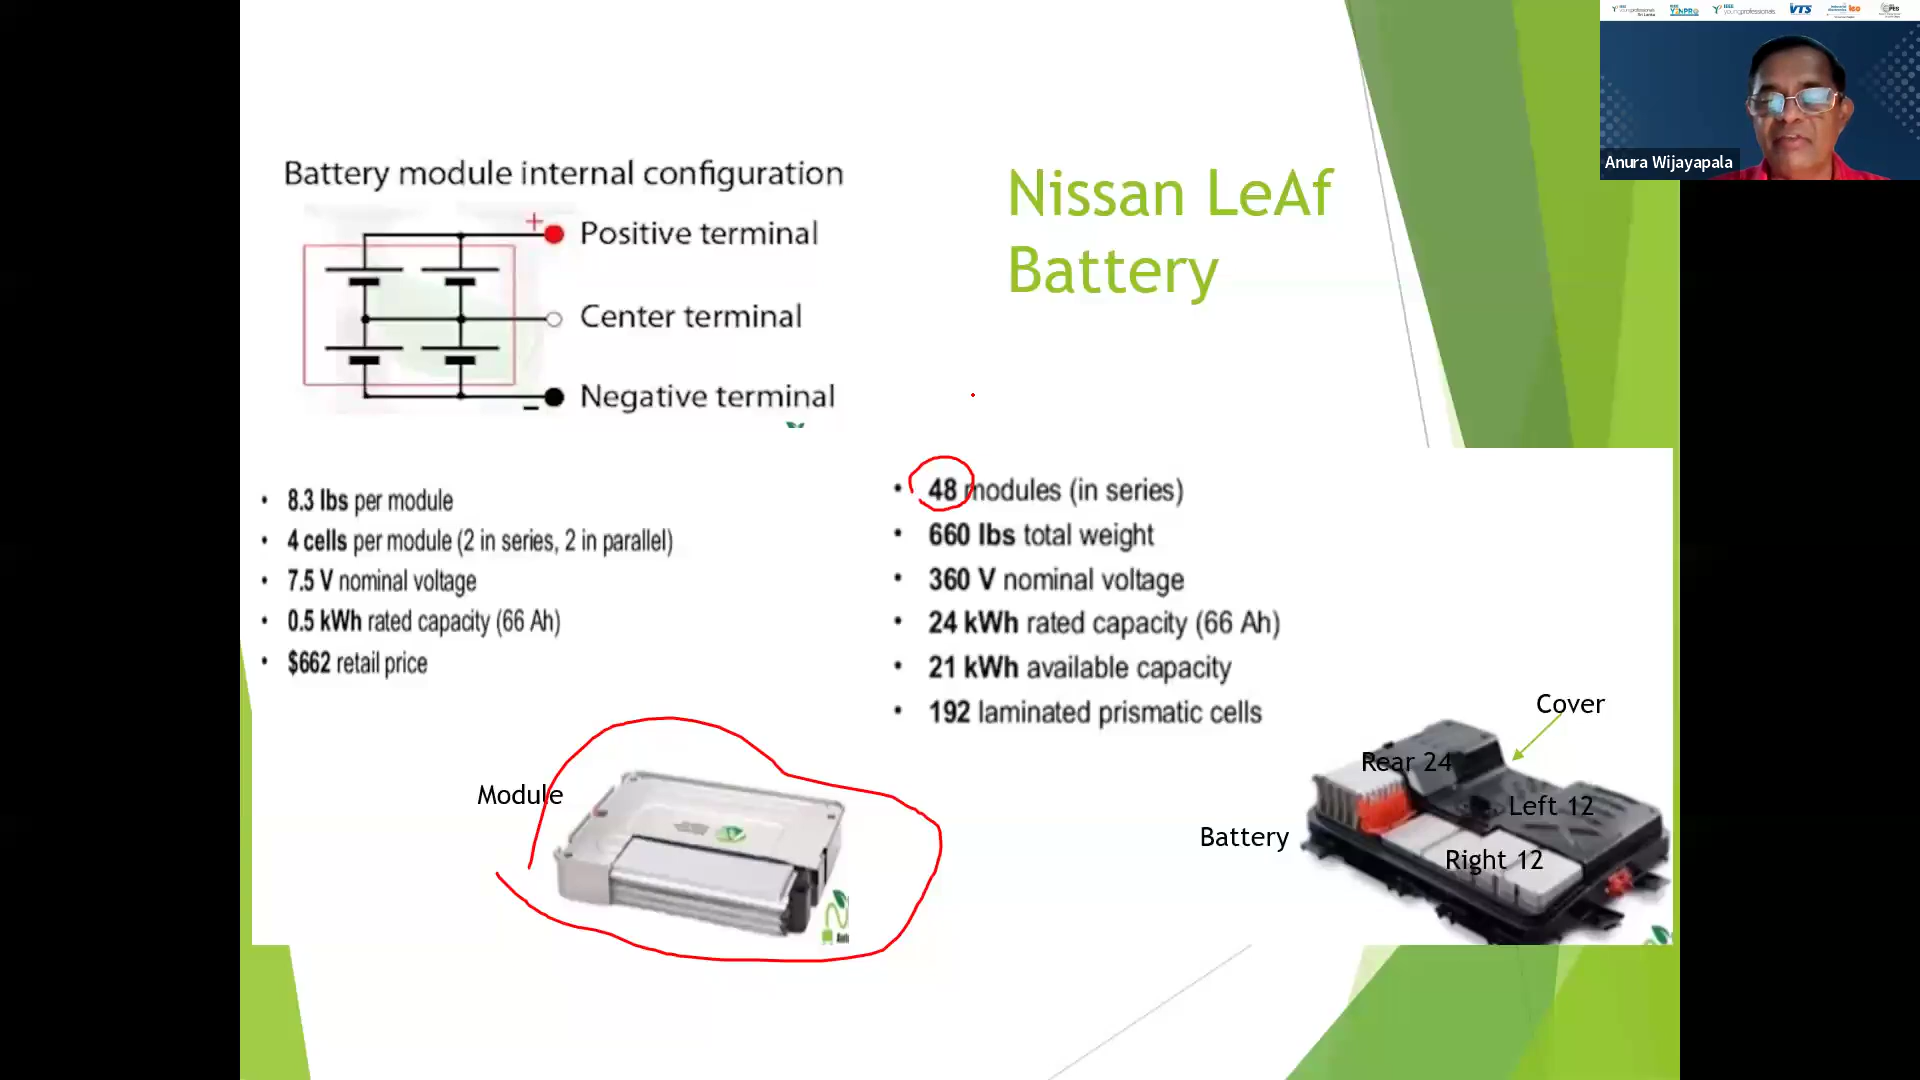 Battery module internal configuration
+
Positive terminal
Center terminal
Negative terminal
−
Nissan LeAf
Battery
• 8.3 lbs per module
• 4 cells per module (2 in series, 2 in parallel)
• 7.5 V nominal voltage
• 0.5 kWh rated capacity (66 Ah)
• $662 retail price
• 48 modules (in series)
• 660 lbs total weight
• 360 V nominal voltage
• 24 kWh rated capacity (66 Ah)
• 21 kWh available capacity
• 192 laminated prismatic cells
Module
Battery
Cover
Rear 24
Left 12
Right 12
youngprofessionals
youngprofessionals
VTS
Anura Wijayapala